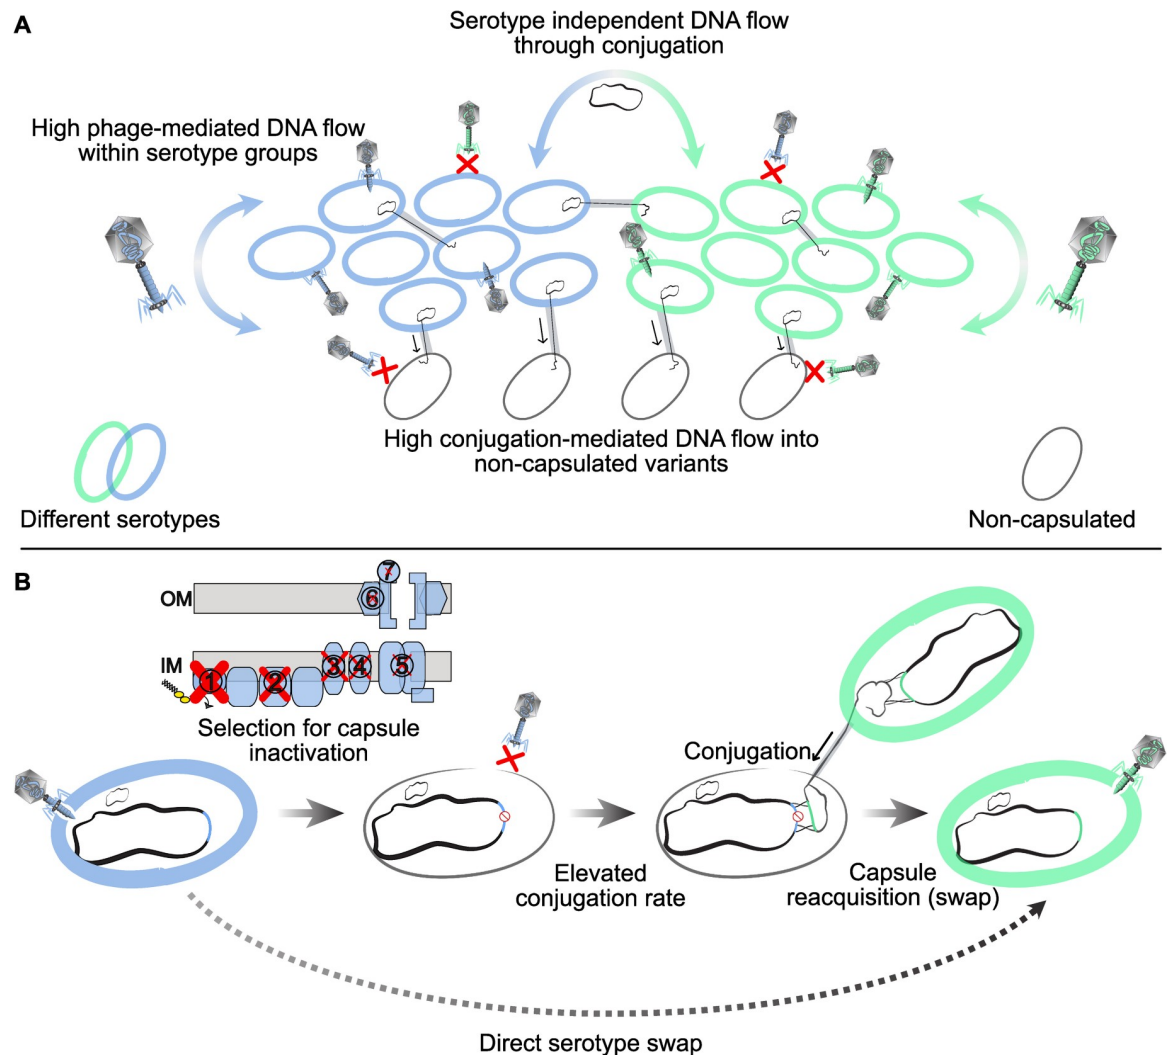 A
Serotype independent DNA flow
through conjugation
High phage-mediated DNA flow
within serotype groups
High conjugation-mediated DNA flow into
non-capsulated variants
Different serotypes
Non-capsulated
B
7
OM
6
IM
1
2
3
4
5
Selection for capsule
inactivation
Conjugation
Elevated
conjugation rate
Capsule
reacquisition (swap)
Direct serotype swap